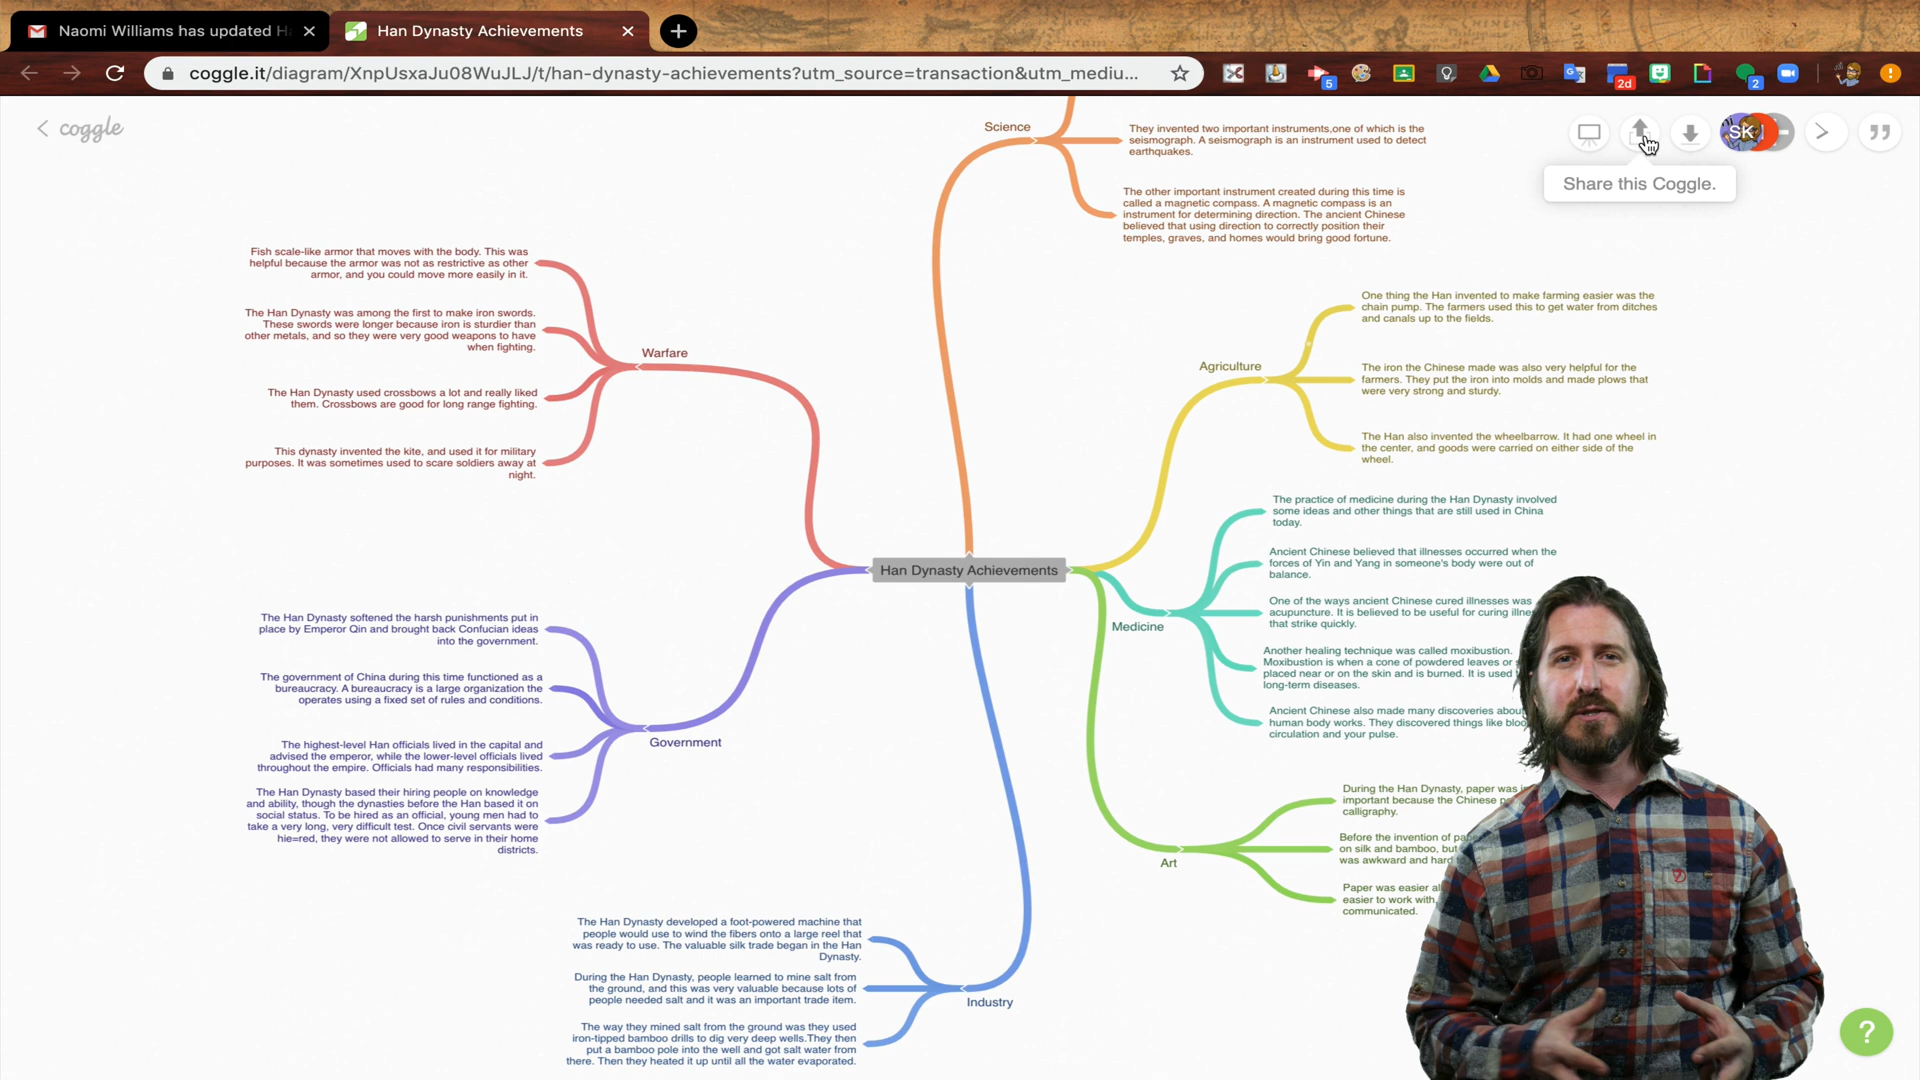 Naomi Williams has updated H
Han Dynasty Achievements
coggle.it/diagram/XnpUsxaJu08WuJLJ/t/han-dynasty-achievements?utm_source=transaction&utm_mediu...
5
2d
2
coggle
SK
Share this Coggle.
Science
They invented two important instruments,one of which is the
seismograph. A seismograph is an instrument used to detect
earthquakes.
The other important instrument created during this time is
called a magnetic compass. A magnetic compass is an
instrument for determining direction. The ancient Chinese
believed that using direction to correctly position their
temples, graves, and homes would bring good fortune.
Fish scale-like armor that moves with the body. This was
helpful because the armor was not as restrictive as other
armor, and you could move more easily in it.
The Han Dynasty was among the first to make iron swords.
These swords were longer because iron is sturdier than
other metals, and so they were very good weapons to have
when fighting.
Warfare
The Han Dynasty used crossbows a lot and really liked
them. Crossbows are good for long range fighting.
This dynasty invented the kite, and used it for military
purposes. It was sometimes used to scare soldiers away at
night.
One thing the Han invented to make farming easier was the
chain pump. The farmers used this to get water from ditches
and canals up to the fields.
Agriculture
The iron the Chinese made was also very helpful for the
farmers. They put the iron into molds and made plows that
were very strong and sturdy.
The Han also invented the wheelbarrow. It had one wheel in
the center, and goods were carried on either side of the
wheel.
Han Dynasty Achievements
The practice of medicine during the Han Dynasty involved
some ideas and other things that are still used in China
today.
Ancient Chinese believed that illnesses occurred when the
forces of Yin and Yang in someone's body were out of
balance.
One of the ways ancient Chinese cured illnesses was
acupuncture. It is believed to be useful for curing
that strike quickly.
Medicine
Another healing technique was called moxibustion.
Moxibustion is when a cone of powdered leaves or
placed near or on the skin and is burned. It is used
long-term diseases.
Ancient Chinese also made many discoveries
human body works. They discovered things like
circulation and your pulse.
The Han Dynasty softened the harsh punishments put in
place by Emperor Qin and brought back Confucian ideas
into the government.
The government of China during this time functioned as a
bureaucracy. A bureaucracy is a large organization the
operates using a fixed set of rules and conditions.
Government
The highest-level Han officials lived in the capital and
advised the emperor, while the lower-level officials lived
throughout the empire. Officials had many responsibilities.
The Han Dynasty based their hiring people on knowledge
and ability, though the dynasties before the Han based it on
social status. To be hired as an official, young men had to
take a very long, very difficult test. Once civil servants were
hie=red, they were not allowed to serve in their home
districts.
During the Han Dynasty, paper was
important because the Chinese
calligraphy.
Before the invention of
on silk and bamboo, but
was awkward and
Art
Paper was easier
easier to work with,
communicated.
The Han Dynasty developed a foot-powered machine that
people would use to wind the fibers onto a large reel that
was ready to use. The valuable silk trade began in the Han
Dynasty.
During the Han Dynasty, people learned to mine salt from
the ground, and this was very valuable because lots of
people needed salt and it was an important trade item.
Industry
The way they mined salt from the ground was they used
iron-tipped bamboo drills to dig very deep wells.They then
put a bamboo pole into the well and got salt water from
there. Then they heated it up until all the water evaporated.
?